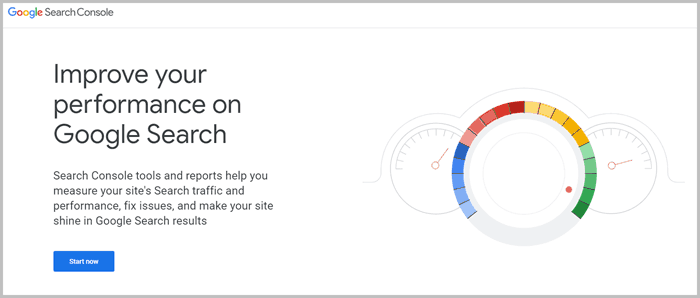 Google Search Console
Improve your
performance on
Google Search
Search Console tools and reports help you
measure your site's Search traffic and
performance, fix issues, and make your site
shine in Google Search results
Start now